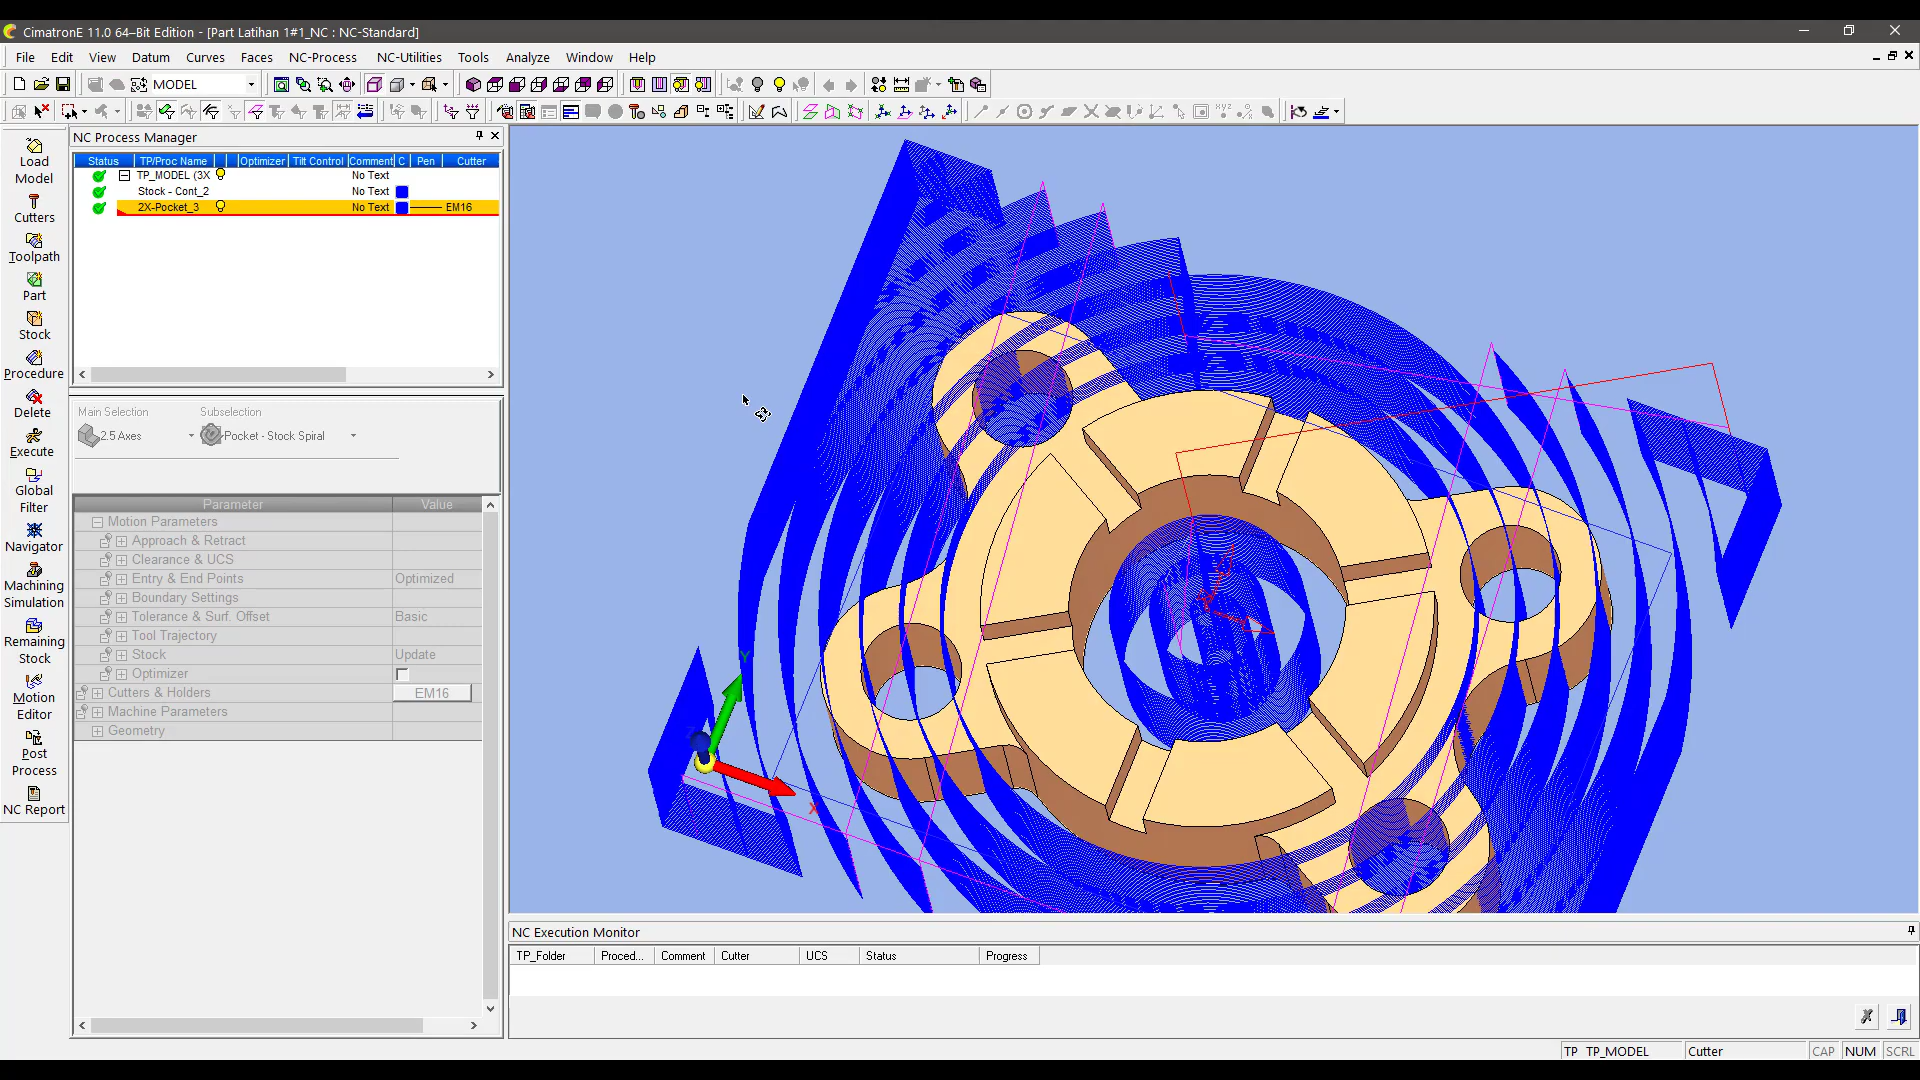 CimatronE 11.0 64–Bit Edition - [Part Latihan 1#1_NC : NC-Standard]
File Edit View Datum Curves Faces NC-Process NC-Utilities Tools Analyze Window Help
MODEL
NC Process Manager
Status TP/Proc Name Optimizer Tilt Control Comment C Pen Cutter
TP_MODEL (3X No Text
Stock - Cont_2 No Text
2X-Pocket_3 No Text EM16
Load Model
Cutters
Toolpath
Part
Stock
Procedure
Delete
Execute
Global Filter
Navigator
Machining Simulation
Remaining Stock
Motion Editor
Post Process
NC Report
Main Selection Subselection
2.5 Axes Pocket - Stock Spiral
Parameter Value
Motion Parameters
Approach & Retract
Clearance & UCS
Entry & End Points Optimized
Boundary Settings
Tolerance & Surf. Offset Basic
Tool Trajectory
Stock Update
Optimizer
Cutters & Holders EM16
Machine Parameters
Geometry
Y
X
NC Execution Monitor
TP_Folder Proced... Comment Cutter UCS Status Progress
TP TP_MODEL Cutter CAP NUM SCRL